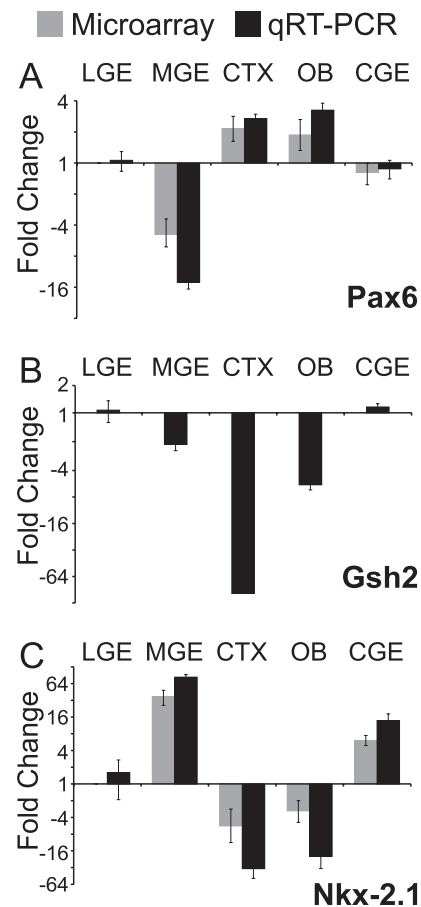 Microarray qRT-PCR
A LGE MGE CTX OB CGE
4
1
-4
-16
Fold Change
Pax6
B LGE MGE CTX OB CGE
2
1
-4
-16
-64
Fold Change
Gsh2
C LGE MGE CTX OB CGE
64
16
4
1
-4
-16
-64
Fold Change
Nkx-2.1